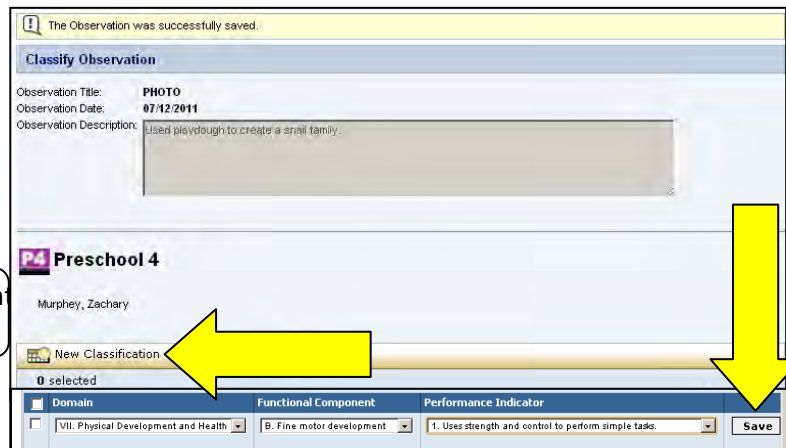 The Observation was successfully saved.
Classify Observation
Observation Title: PHOTO
Observation Date: 07/12/2011
Observation Description: Used playdough to create a snail family.
P4 Preschool 4
Murphey, Zachary
New Classification
0 selected
Domain Functional Component Performance Indicator
VII. Physical Development and Health B. Fine motor development 1. Uses strength and control to perform simple tasks. Save